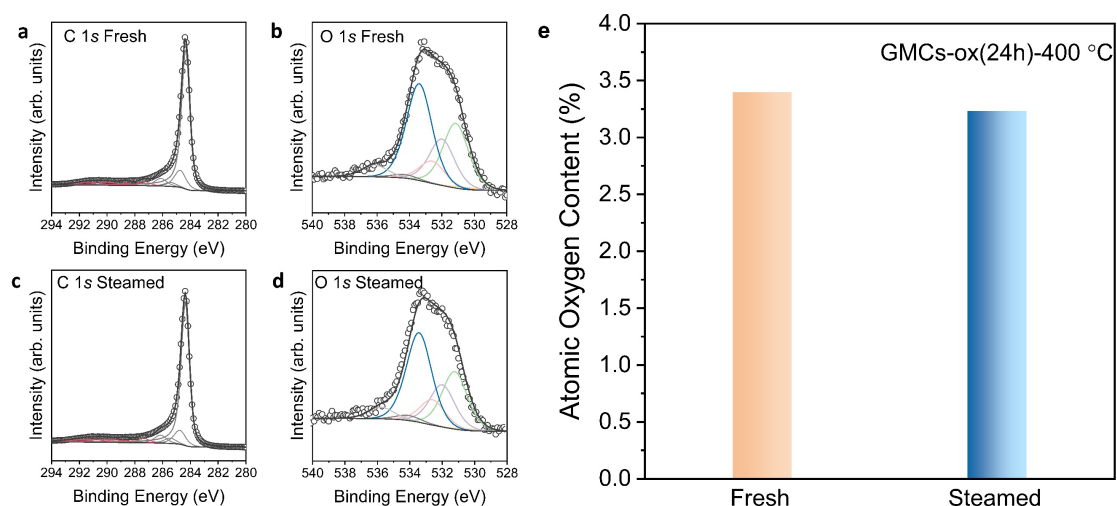 a
C 1s Fresh
Intensity (arb. units)
294 292 290 288 286 284 282 280
Binding Energy (eV)
b
O 1s Fresh
Intensity (arb. units)
540 538 536 534 532 530 528
Binding Energy (eV)
c
C 1s Steamed
Intensity (arb. units)
294 292 290 288 286 284 282 280
Binding Energy (eV)
d
O 1s Steamed
Intensity (arb. units)
540 538 536 534 532 530 528
Binding Energy (eV)
e
GMCs-ox(24h)-400 °C
Atomic Oxygen Content (%)
4.0
3.5
3.0
2.5
2.0
1.5
1.0
0.5
0.0
Fresh Steamed